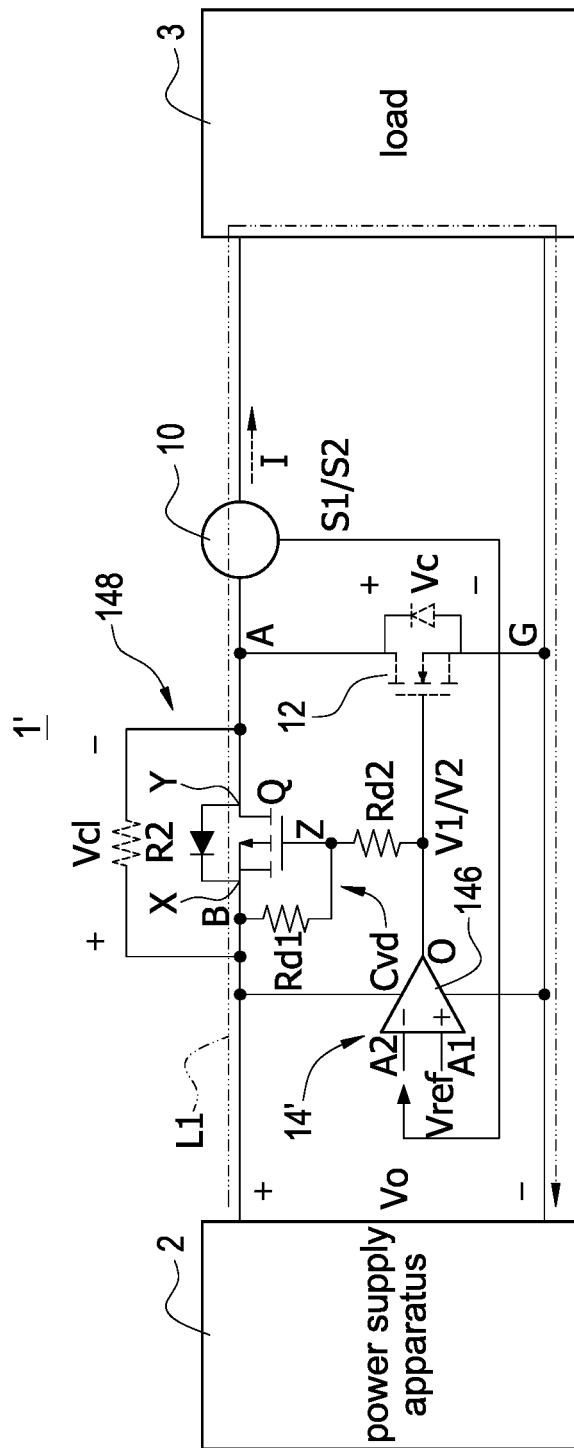 1'
148
10
3
2
Vcl
+
−
R2
X
Y
L1
B
A
Q
Z
I
Rd1
Rd2
Cvd
12
S1/S2
+
Vc
−
G
V1/V2
O
146
14'
A2
−
+
Vref
A1
+
Vo
−
power supply
apparatus
load